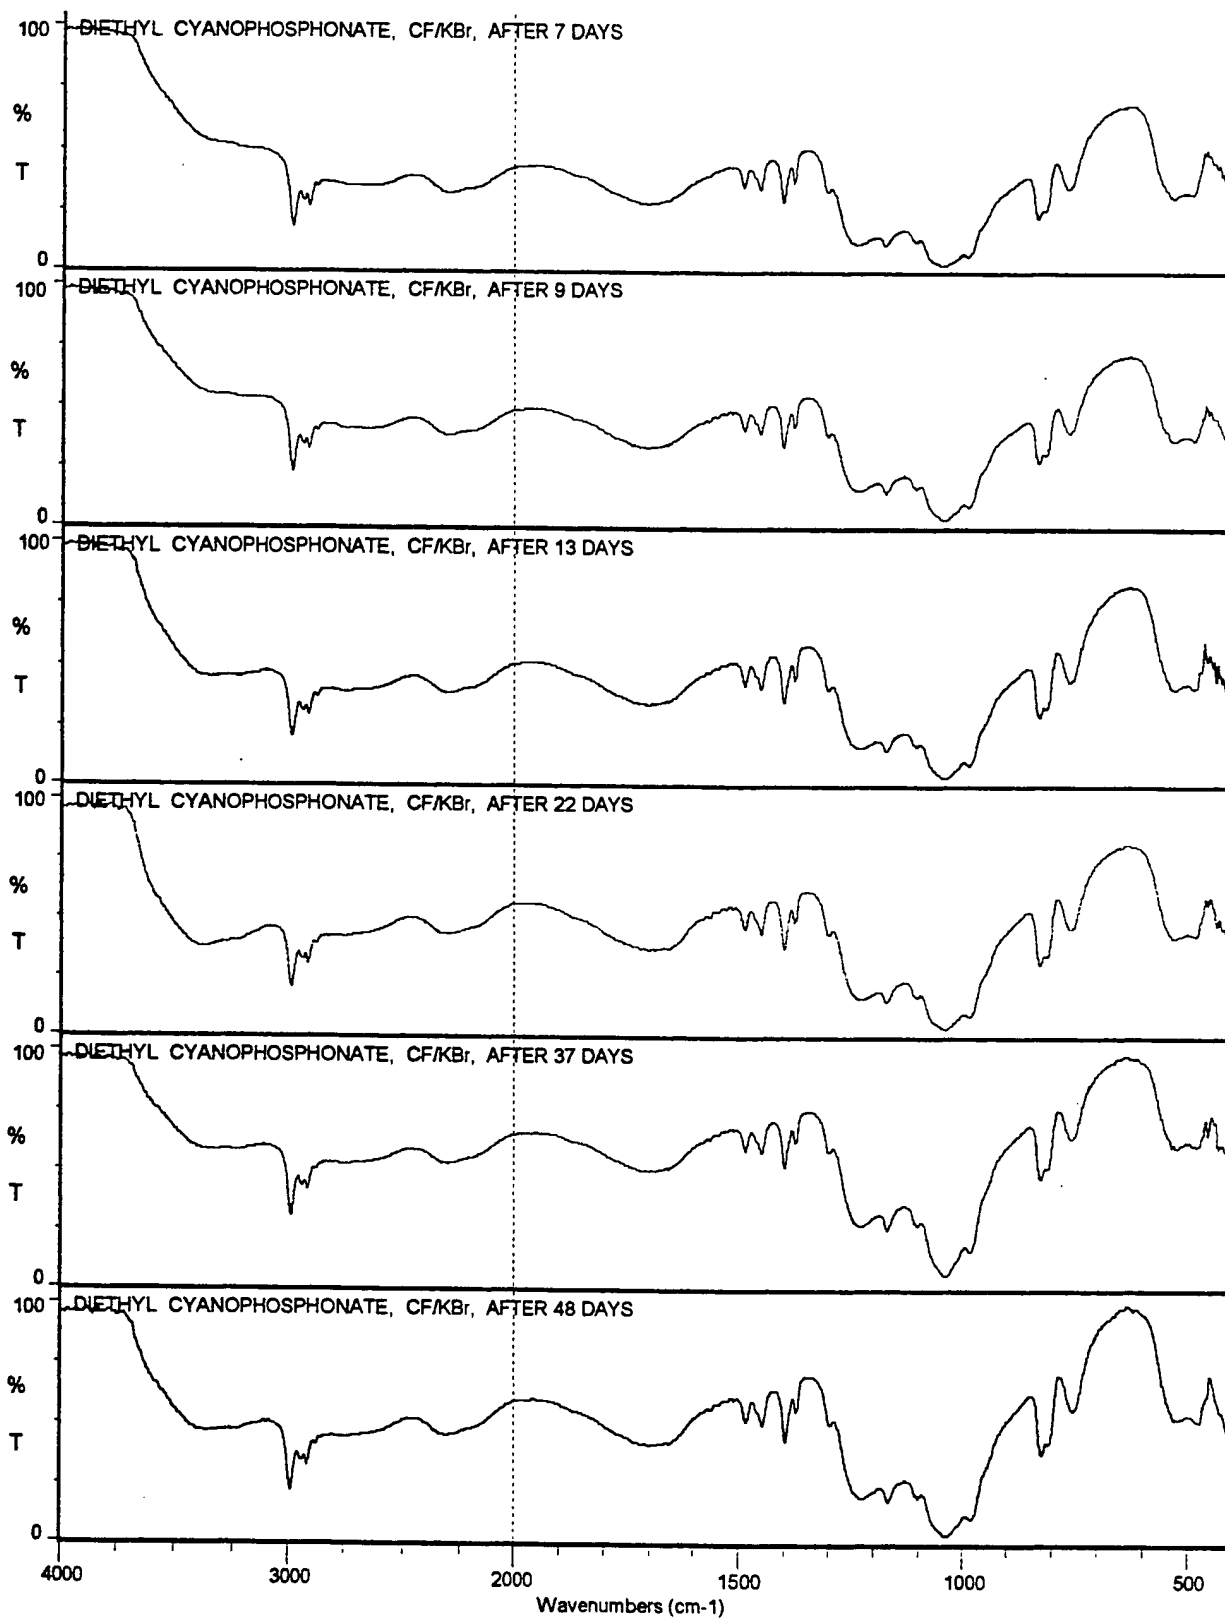 DIETHYL CYANOPHOSPHONATE, CF/KBr, AFTER 7 DAYS
100
%
T
0
DIETHYL CYANOPHOSPHONATE, CF/KBr, AFTER 9 DAYS
100
%
T
0
DIETHYL CYANOPHOSPHONATE, CF/KBr, AFTER 13 DAYS
100
%
T
0
DIETHYL CYANOPHOSPHONATE, CF/KBr, AFTER 22 DAYS
100
%
T
0
DIETHYL CYANOPHOSPHONATE, CF/KBr, AFTER 37 DAYS
100
%
T
0
DIETHYL CYANOPHOSPHONATE, CF/KBr, AFTER 48 DAYS
100
%
T
0
4000 3000 2000 1500 1000 500
Wavenumbers (cm-1)